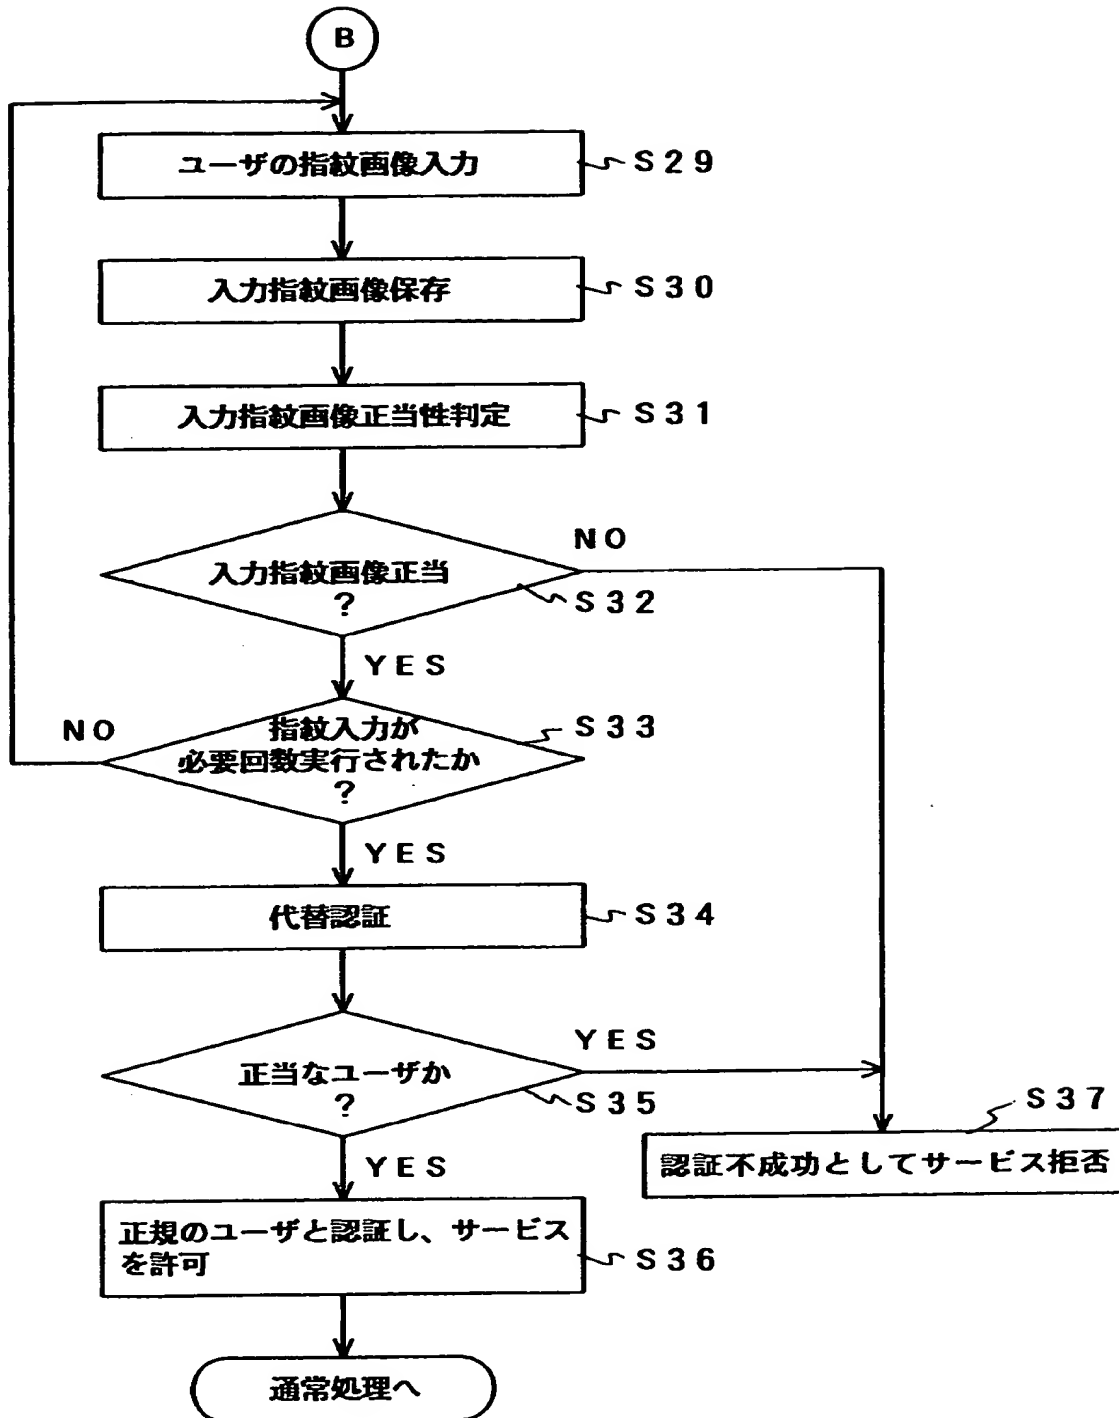 B
ユーザの指紋画像入力
S29
入力指紋画像保存
S30
入力指紋画像正当性判定
S31
NO
入力指紋画像正当
?
S32
YES
NO
指紋入力が
必要回数実行されたか
?
S33
YES
代替認証
S34
YES
正当なユーザか
?
S35
S37
認証不成功としてサービス拒否
YES
正規のユーザと認証し、サービス
を許可
S36
通常処理へ